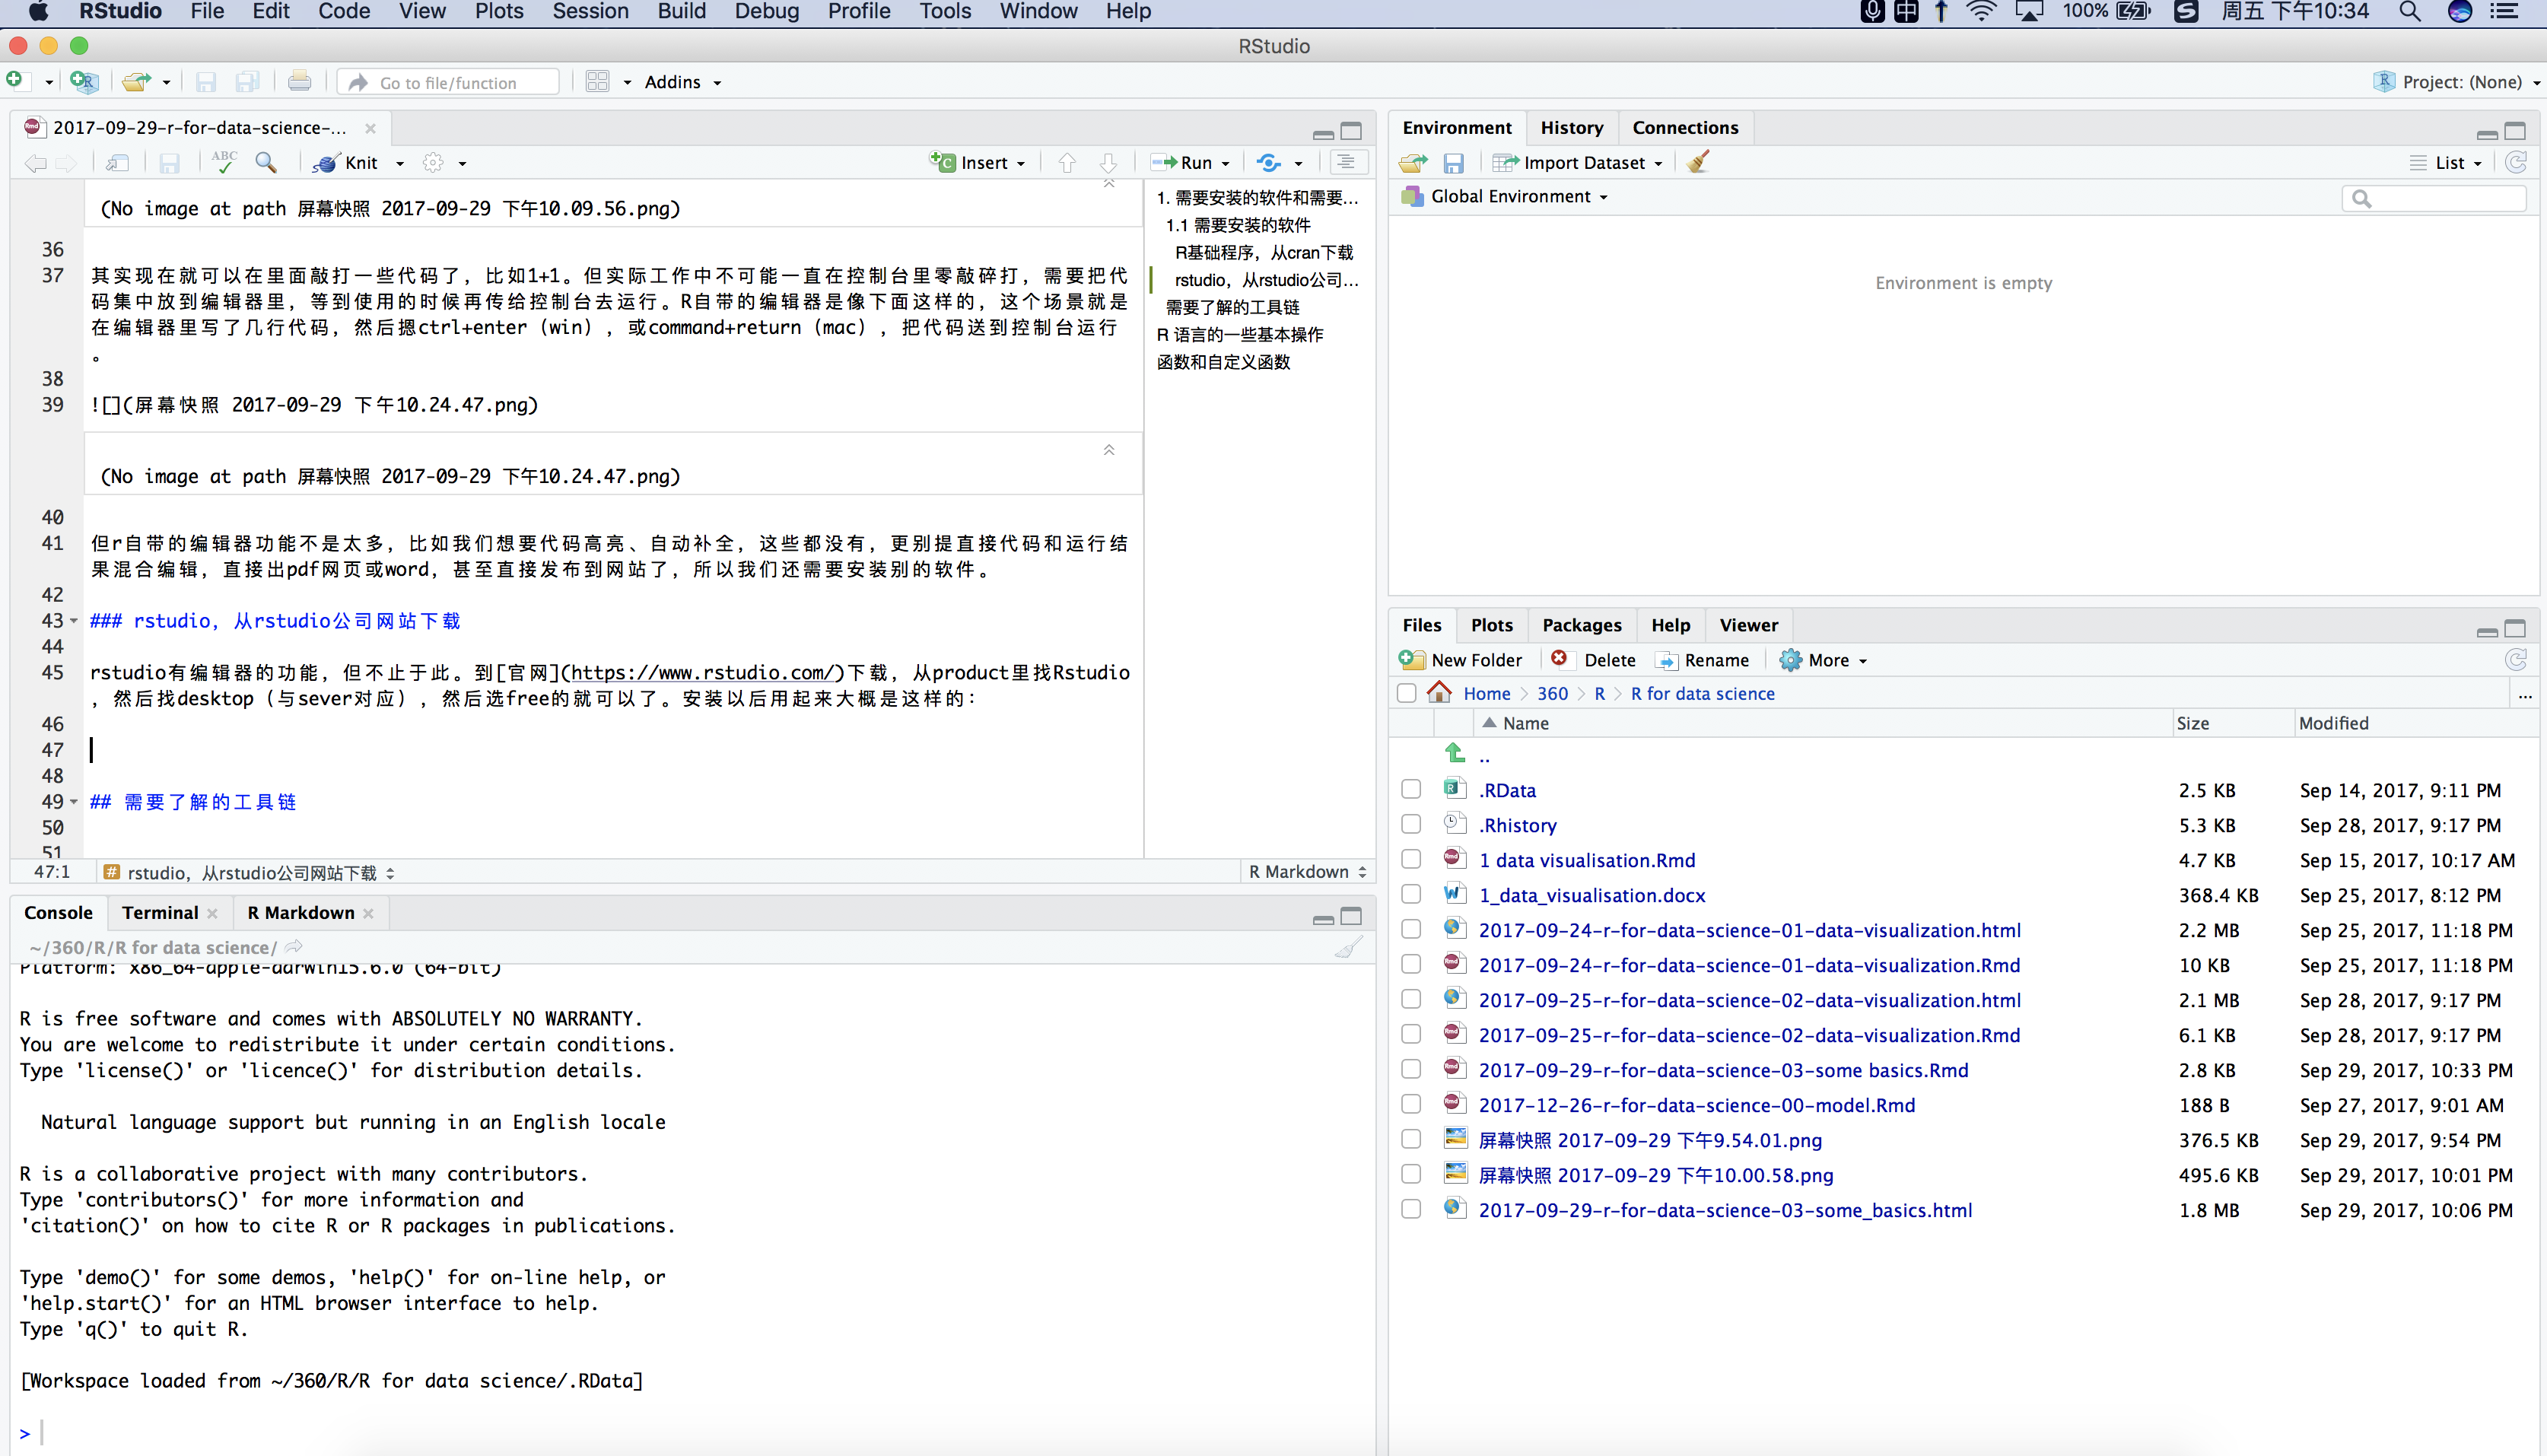 RStudio File Edit Code View Plots Session Build Debug Profile Tools Window Help 中 100% S 周五 下午10:34
RStudio
Go to file/function Addins Project: (None)
2017-09-29-r-for-data-science-...
ABC Knit Insert Run
(No image at path 屏幕快照 2017-09-29 下午10.09.56.png)
36
37 其实现在就可以在里面敲打一些代码了，比如1+1。但实际工作中不可能一直在控制台里零敲碎打，需要把代
码集中放到编辑器里，等到使用的时候再传给控制台去运行。R自带的编辑器是像下面这样的，这个场景就是
在编辑器里写了几行代码，然后摁ctrl+enter（win），或command+return（mac），把代码送到控制台运行
。
38
39 ![](屏幕快照 2017-09-29 下午10.24.47.png)
(No image at path 屏幕快照 2017-09-29 下午10.24.47.png)
40
41 但r自带的编辑器功能不是太多，比如我们想要代码高亮、自动补全，这些都没有，更别提直接代码和运行结
果混合编辑，直接出pdf网页或word，甚至直接发布到网站了，所以我们还需要安装别的软件。
42
43 ### rstudio，从rstudio公司网站下载
44
45 rstudio有编辑器的功能，但不止于此。到[官网](https://www.rstudio.com/)下载，从product里找Rstudio
，然后找desktop（与sever对应），然后选free的就可以了。安装以后用起来大概是这样的：
46
47
48
49 ## 需要了解的工具链
50
51
1. 需要安装的软件和需要...
1.1 需要安装的软件
R基础程序，从cran下载
rstudio，从rstudio公司...
需要了解的工具链
R 语言的一些基本操作
函数和自定义函数
47:1 # rstudio，从rstudio公司网站下载 R Markdown
Console Terminal R Markdown
~/360/R/R for data science/
Platform: x86_64-apple-darwin15.6.0 (64-bit)
R is free software and comes with ABSOLUTELY NO WARRANTY.
You are welcome to redistribute it under certain conditions.
Type 'license()' or 'licence()' for distribution details.
Natural language support but running in an English locale
R is a collaborative project with many contributors.
Type 'contributors()' for more information and
'citation()' on how to cite R or R packages in publications.
Type 'demo()' for some demos, 'help()' for on-line help, or
'help.start()' for an HTML browser interface to help.
Type 'q()' to quit R.
[Workspace loaded from ~/360/R/R for data science/.RData]
>
Environment History Connections
Import Dataset List
Global Environment
Environment is empty
Files Plots Packages Help Viewer
New Folder Delete Rename More
Home 360 R R for data science ...
Name Size Modified
..
.RData 2.5 KB Sep 14, 2017, 9:11 PM
.Rhistory 5.3 KB Sep 28, 2017, 9:17 PM
1 data visualisation.Rmd 4.7 KB Sep 15, 2017, 10:17 AM
1_data_visualisation.docx 368.4 KB Sep 25, 2017, 8:12 PM
2017-09-24-r-for-data-science-01-data-visualization.html 2.2 MB Sep 25, 2017, 11:18 PM
2017-09-24-r-for-data-science-01-data-visualization.Rmd 10 KB Sep 25, 2017, 11:18 PM
2017-09-25-r-for-data-science-02-data-visualization.html 2.1 MB Sep 28, 2017, 9:17 PM
2017-09-25-r-for-data-science-02-data-visualization.Rmd 6.1 KB Sep 28, 2017, 9:17 PM
2017-09-29-r-for-data-science-03-some basics.Rmd 2.8 KB Sep 29, 2017, 10:33 PM
2017-12-26-r-for-data-science-00-model.Rmd 188 B Sep 27, 2017, 9:01 AM
屏幕快照 2017-09-29 下午9.54.01.png 376.5 KB Sep 29, 2017, 9:54 PM
屏幕快照 2017-09-29 下午10.00.58.png 495.6 KB Sep 29, 2017, 10:01 PM
2017-09-29-r-for-data-science-03-some_basics.html 1.8 MB Sep 29, 2017, 10:06 PM